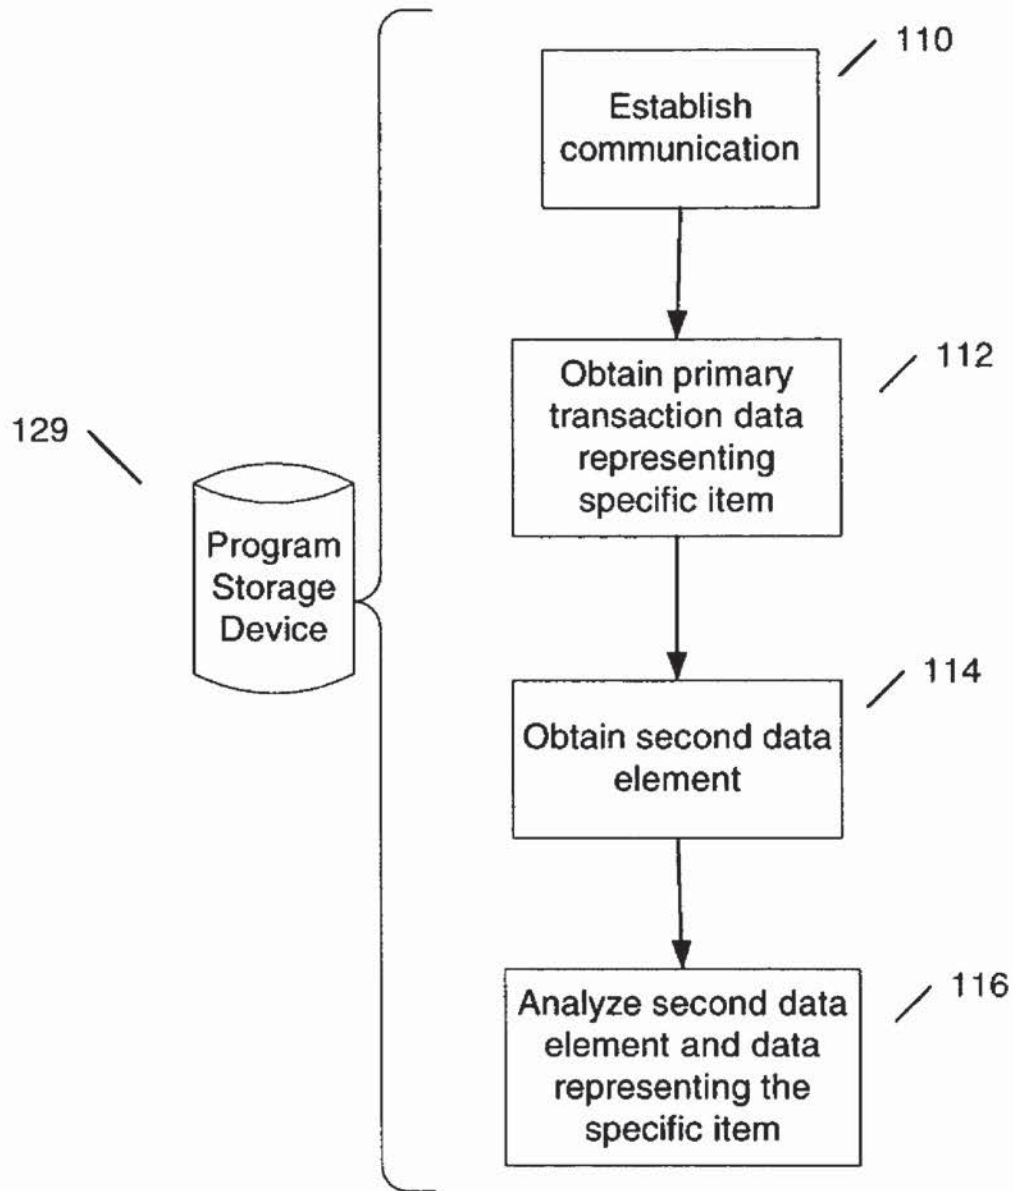 110
Establish
communication
112
Obtain primary
transaction data
representing
specific item
129
Program
Storage
Device
114
Obtain second data
element
116
Analyze second data
element and data
representing the
specific item